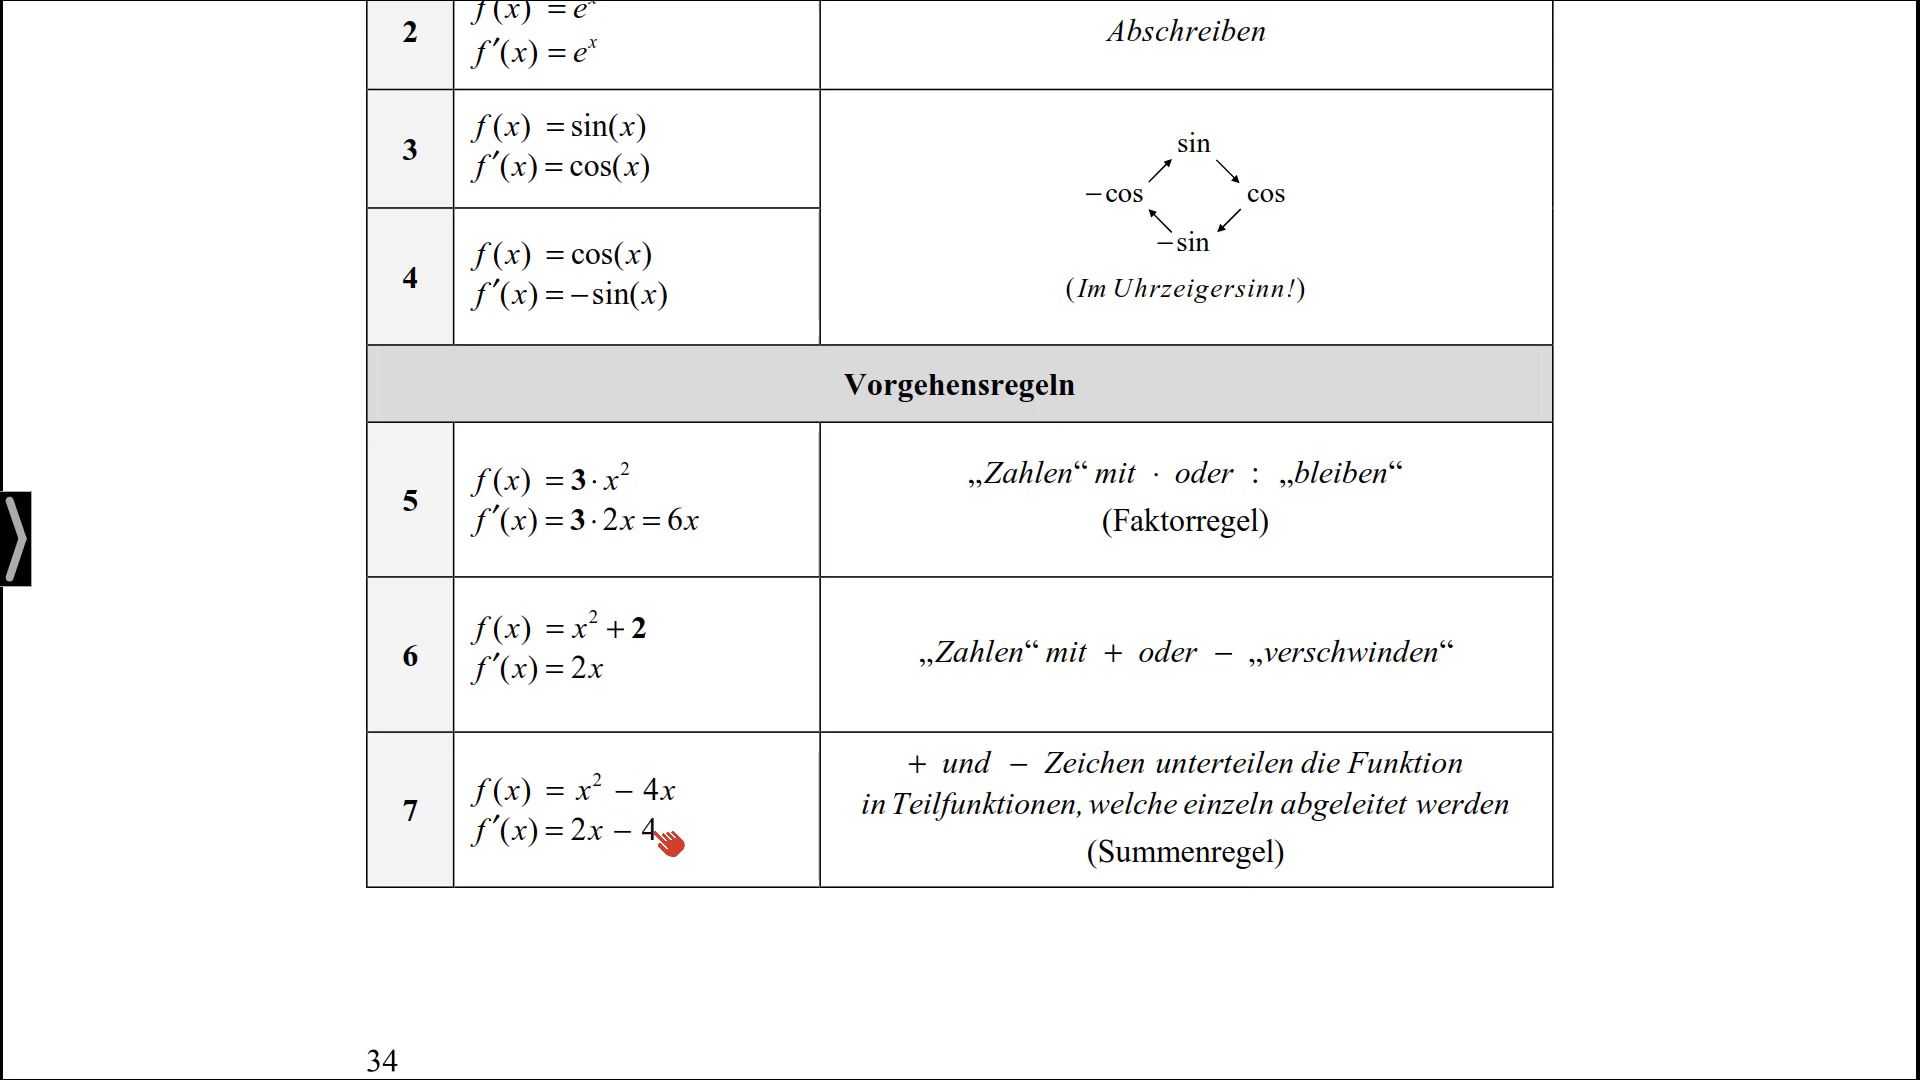 2
f(x) = eˣ
f′(x) = eˣ
Abschreiben
3
f(x) = sin(x)
f′(x) = cos(x)
sin
−cos
cos
−sin
(Im Uhrzeigersinn!)
4
f(x) = cos(x)
f′(x) = −sin(x)
Vorgehensregeln
5
f(x) = 3·x²
f′(x) = 3·2x = 6x
„Zahlen“ mit · oder : „bleiben“
(Faktorregel)
6
f(x) = x² + 2
f′(x) = 2x
„Zahlen“ mit + oder − „verschwinden“
7
f(x) = x² − 4x
f′(x) = 2x − 4
+ und − Zeichen unterteilen die Funktion
in Teilfunktionen, welche einzeln abgeleitet werden
(Summenregel)
34